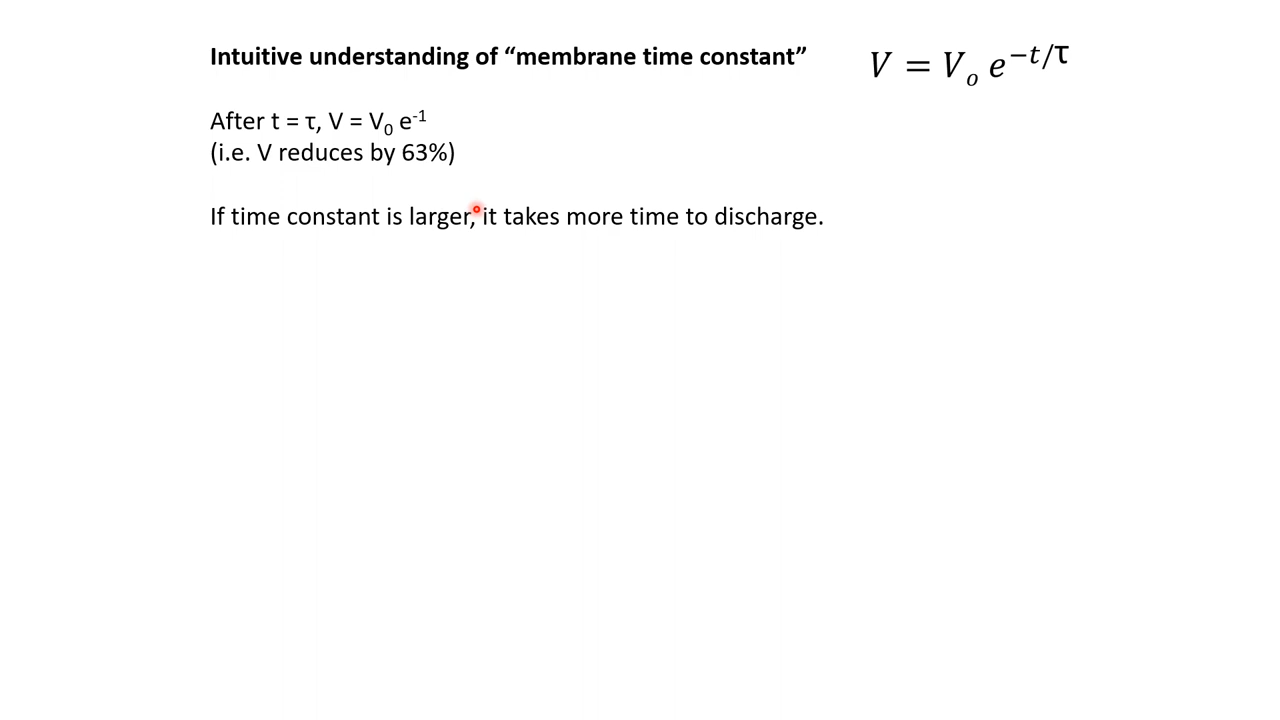 Intuitive understanding of “membrane time constant”
V = Vₒ e^{−t/τ}
After t = τ, V = V₀ e⁻¹
(i.e. V reduces by 63%)
If time constant is larger, it takes more time to discharge.